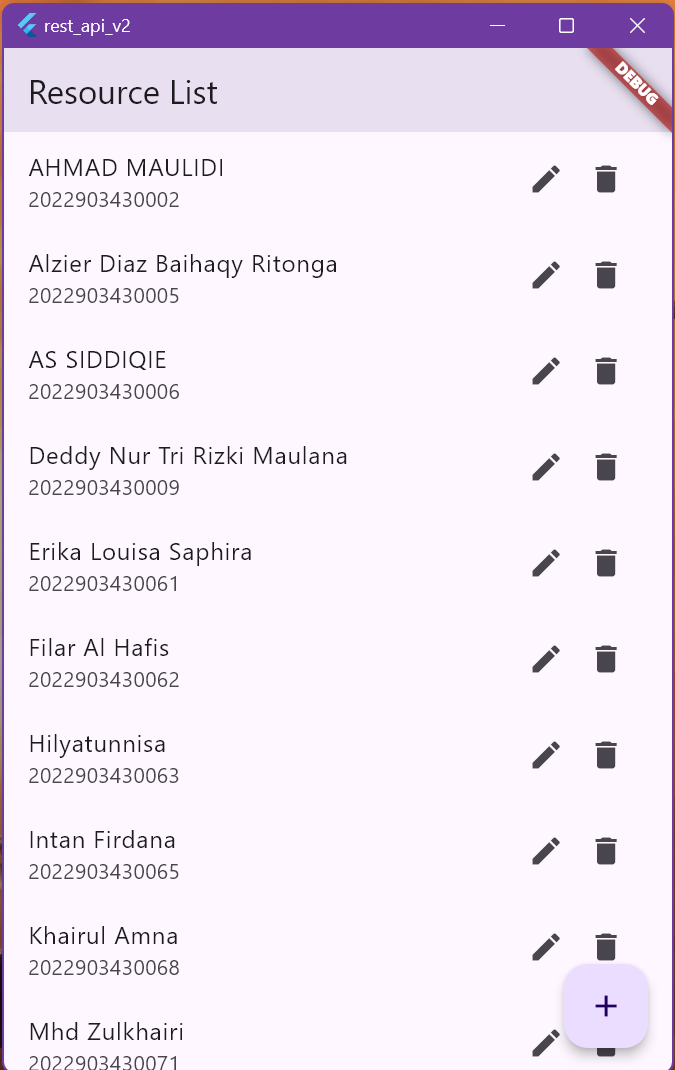 rest_api_v2
DEBUG
Resource List
AHMAD MAULIDI
2022903430002
Alzier Diaz Baihaqy Ritonga
2022903430005
AS SIDDIQIE
2022903430006
Deddy Nur Tri Rizki Maulana
2022903430009
Erika Louisa Saphira
2022903430061
Filar Al Hafis
2022903430062
Hilyatunnisa
2022903430063
Intan Firdana
2022903430065
Khairul Amna
2022903430068
Mhd Zulkhairi
2022903430071